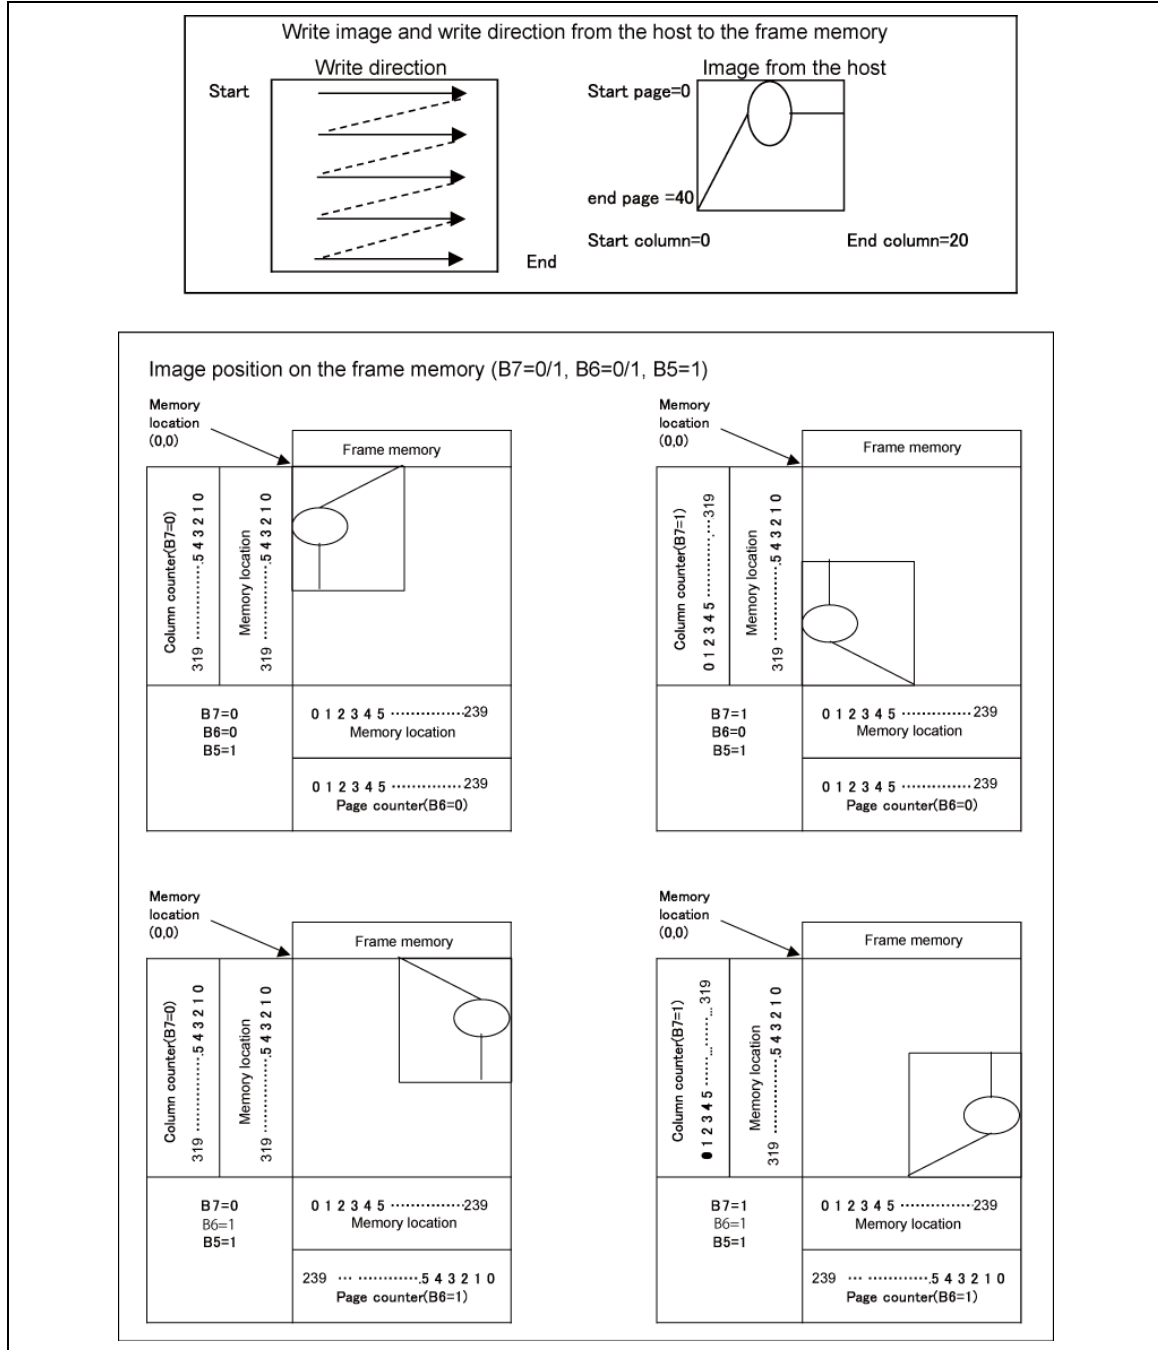 Write image and write direction from the host to the frame memory
Write direction
Image from the host
Start
Start page=0
end page =40
Start column=0
End column=20
End
Image position on the frame memory (B7=0/1, B6=0/1, B5=1)
Memory
location
(0,0)
Frame memory
Column counter(B7=0)
319 ················.5 4 3 2 1 0
Memory location
319 ················.5 4 3 2 1 0
B7=0
B6=0
B5=1
0 1 2 3 4 5 ···············239
Memory location
0 1 2 3 4 5 ··············239
Page counter(B6=0)
Memory
location
(0,0)
Frame memory
Column counter(B7=1)
0 1 2 3 4 5 ·············.····319
Memory location
319 ················.5 4 3 2 1 0
B7=1
B6=0
B5=1
0 1 2 3 4 5 ··············239
Memory location
0 1 2 3 4 5 ··············239
Page counter(B6=0)
Memory
location
(0,0)
Frame memory
Column counter(B7=0)
319 ················.5 4 3 2 1 0
Memory location
319 ················.5 4 3 2 1 0
B7=0
B6=1
B5=1
0 1 2 3 4 5 ···············239
Memory location
239 ··· ············.5 4 3 2 1 0
Page counter(B6=1)
Memory
location
(0,0)
Frame memory
Column counter(B7=1)
0 1 2 3 4 5 ······...·······...319
Memory location
319 ················.5 4 3 2 1 0
B7=1
B6=1
B5=1
0 1 2 3 4 5 ··············239
Memory location
239 ··· ············.5 4 3 2 1 0
Page counter(B6=1)